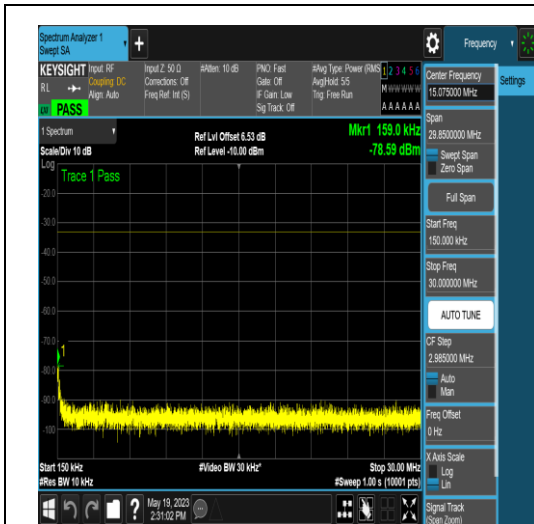 Spectrum Analyzer 1
Swept SA
+
Frequency
KEYSIGHT
RL
PASS
Input: RF
Coupling: DC
Align: Auto
Input Z: 50 Ω
Corrections: Off
Freq Ref: Int (S)
#Atten: 10 dB
PNO: Fast
Gate: Off
IF Gain: Low
Sig Track: Off
#Avg Type: Power (RMS
Avg|Hold: 5/5
Trig: Free Run
1 2 3 4 5 6
M W W W W W
A A A A A A
1 Spectrum
Scale/Div 10 dB
Ref Lvl Offset 6.53 dB
Ref Level -10.00 dBm
Mkr1 159.0 kHz
-78.59 dBm
Log
Trace 1 Pass
-20.0
-30.0
-40.0
-50.0
-60.0
-70.0
-80.0
-90.0
-100
1
Start 150 kHz
#Res BW 10 kHz
#Video BW 30 kHz*
Stop 30.00 MHz
#Sweep 1.00 s (10001 pts)
May 19, 2023
2:31:02 PM
Center Frequency
15.075000 MHz
Settings
Span
29.8500000 MHz
Swept Span
Zero Span
Full Span
Start Freq
150.000 kHz
Stop Freq
30.000000 MHz
AUTO TUNE
CF Step
2.985000 MHz
Auto
Man
Freq Offset
0 Hz
X Axis Scale
Log
Lin
Signal Track
(Span Zoom)